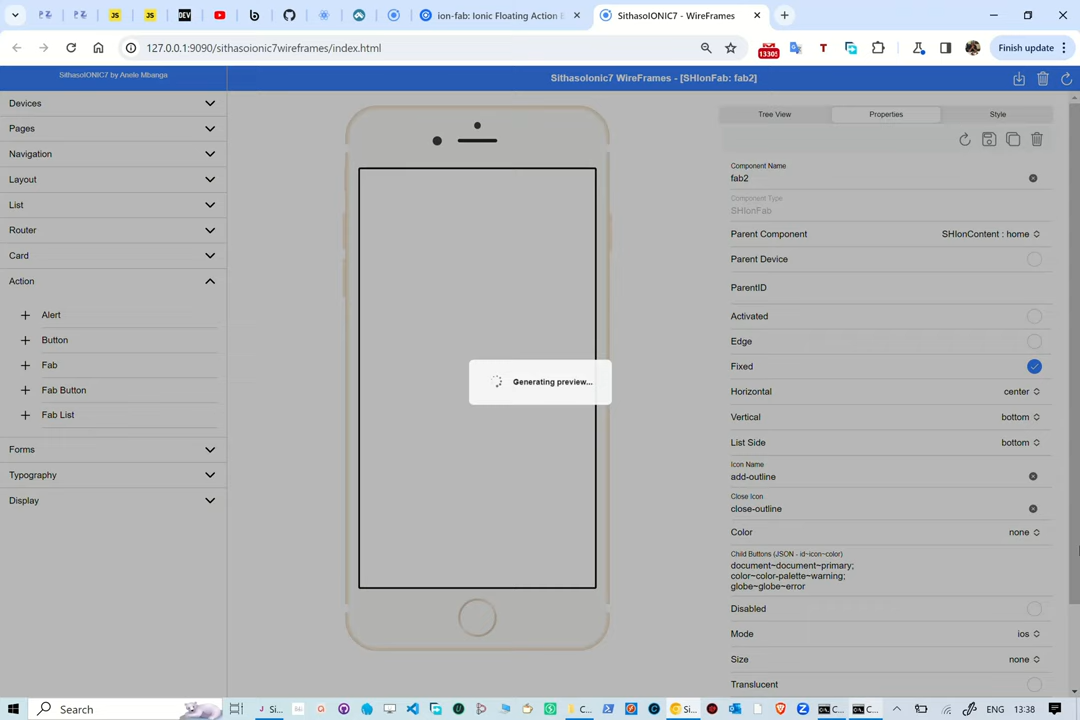 ion-fab: Ionic Floating Action B
SithasoIONIC7 - WireFrames
127.0.0.1:9090/sithasoionic7wireframes/index.html
13305
Finish update
SithasoIONIC7 by Anele Mbanga
SithasoIonic7 WireFrames - [SHIonFab: fab2]
Devices
Pages
Navigation
Layout
List
Router
Card
Action
Alert
Button
Fab
Fab Button
Fab List
Forms
Typography
Display
Generating preview...
Tree View
Properties
Style
Component Name
fab2
Component Type
SHIonFab
Parent Component
SHIonContent : home
Parent Device
ParentID
Activated
Edge
Fixed
Horizontal
center
Vertical
bottom
List Side
bottom
Icon Name
add-outline
Close Icon
close-outline
Color
none
Child Buttons (JSON - id~icon~color)
document~document~primary;
color~color-palette~warning;
globe~globe~error
Disabled
Mode
ios
Size
none
Translucent
Search
ENG
13:38